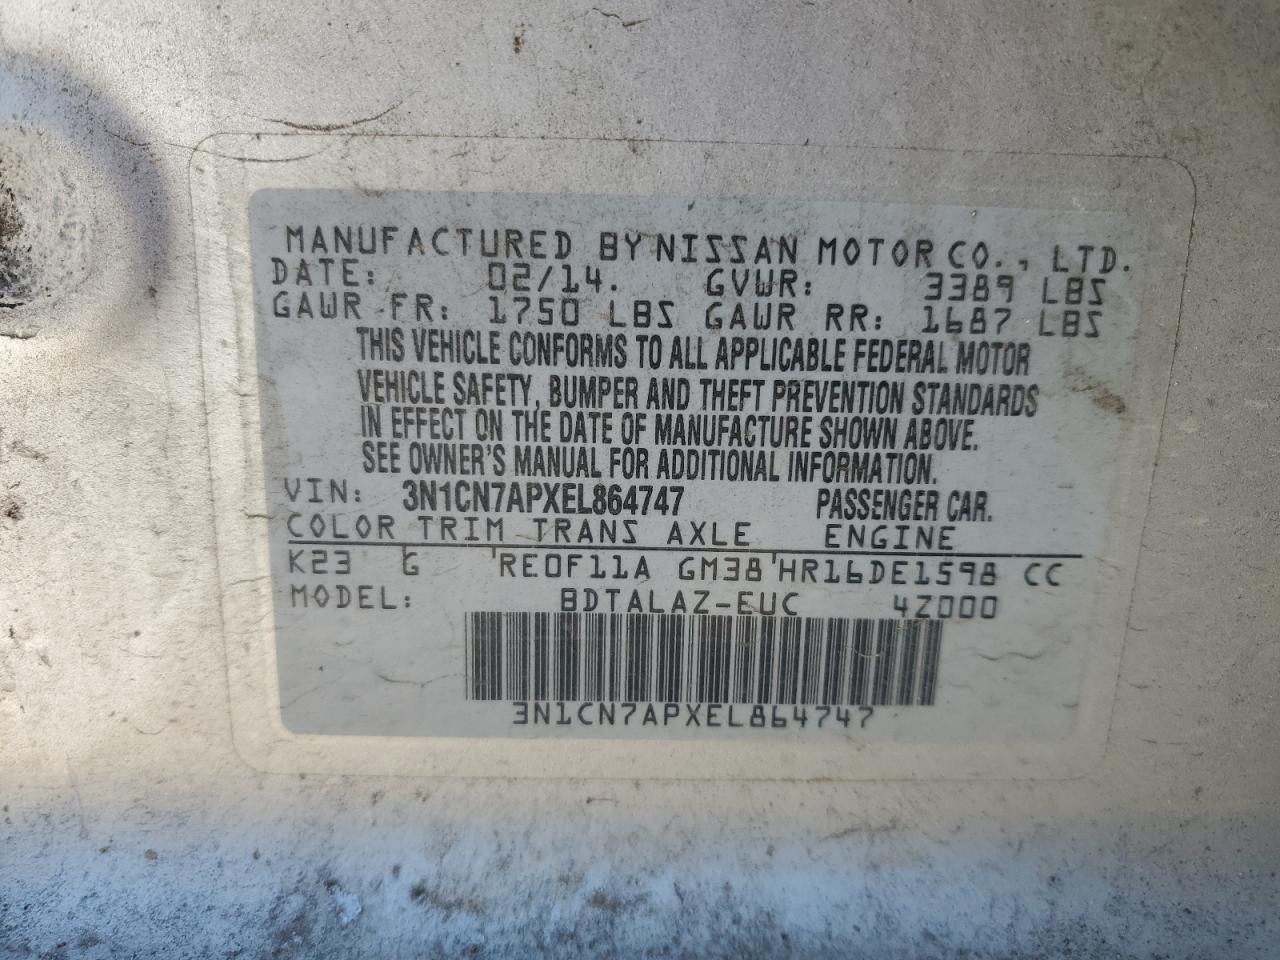 MANUFACTURED BY NISSAN MOTOR CO., LTD.
DATE: 02/14. GVWR: 3389 LBS
GAWR FR: 1750 LBS GAWR RR: 1687 LBS
THIS VEHICLE CONFORMS TO ALL APPLICABLE FEDERAL MOTOR
VEHICLE SAFETY, BUMPER AND THEFT PREVENTION STANDARDS
IN EFFECT ON THE DATE OF MANUFACTURE SHOWN ABOVE.
SEE OWNER'S MANUAL FOR ADDITIONAL INFORMATION.
VIN: 3N1CN7APXEL864747 PASSENGER CAR.
COLOR TRIM TRANS AXLE ENGINE
K23 G RE0F11A GM38 HR16DE1598 CC
MODEL: BDTALAZ-EUC 4Z000
3N1CN7APXEL864747